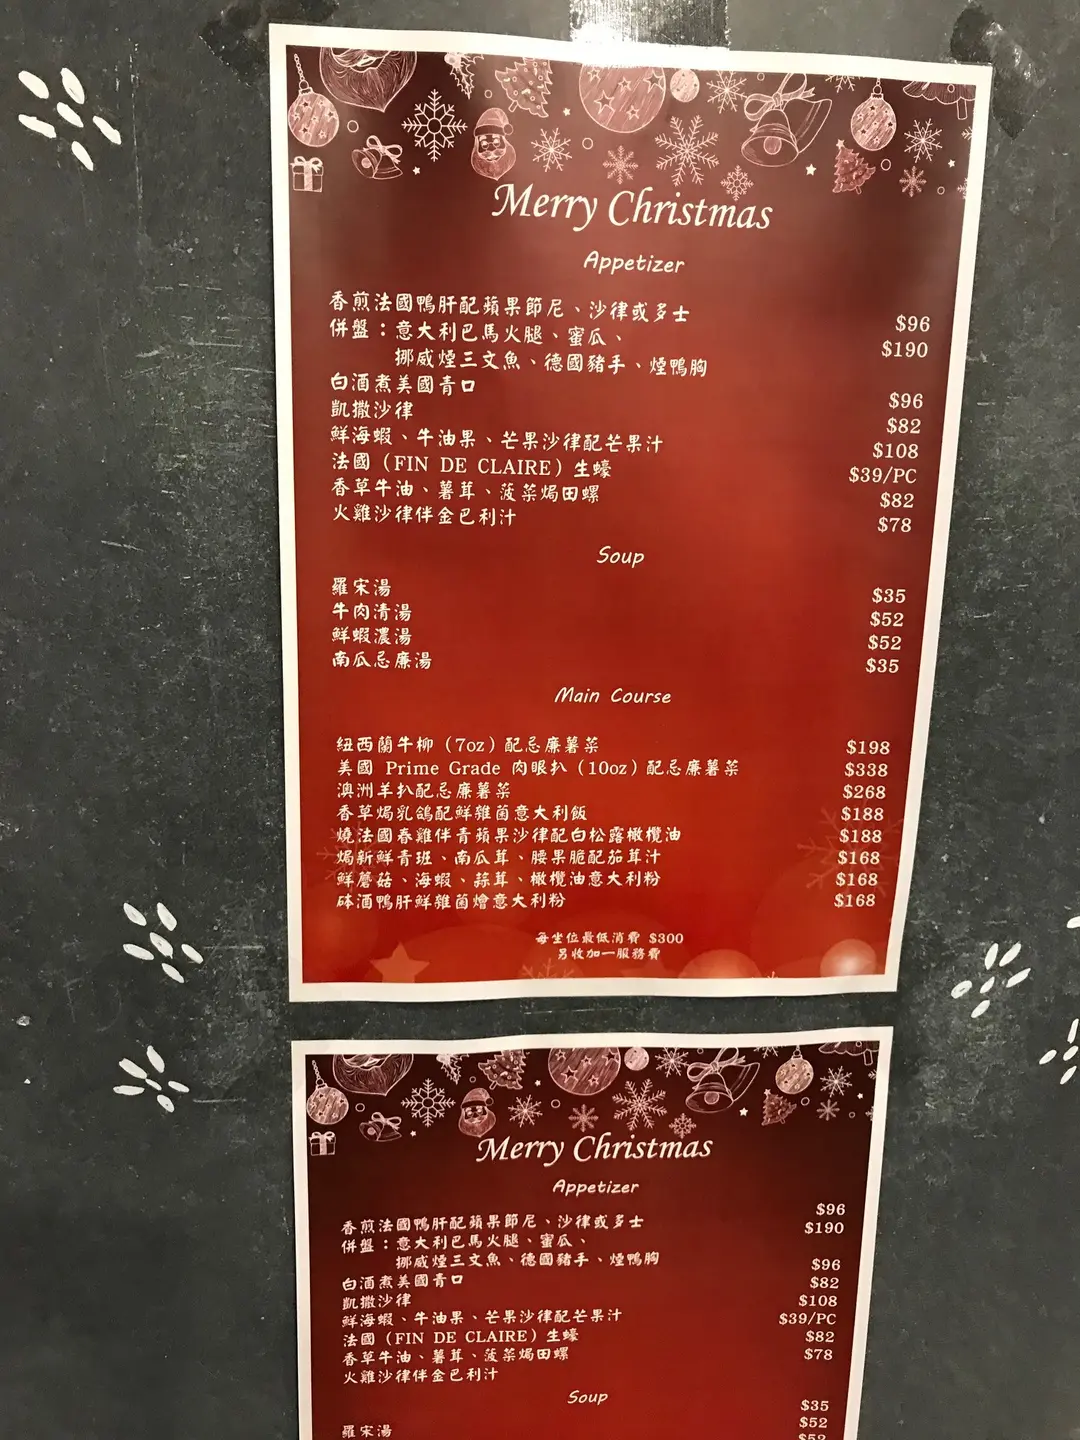 Merry Christmas
Appetizer
香煎法國鴨肝配蘋果節尼、沙律或多士 $96
併盤：意大利巴馬火腿、蜜瓜、 $190
挪威煙三文魚、德國豬手、煙鴨胸
白酒煮美國青口 $96
凱撒沙律 $82
鮮海蝦、牛油果、芒果沙律配芒果汁 $108
法國（FIN DE CLAIRE）生蠔 $39/PC
香草牛油、薯茸、菠菜焗田螺 $82
火雞沙律伴金巴利汁 $78
Soup
羅宋湯 $35
牛肉清湯 $52
鮮蝦濃湯 $52
南瓜忌廉湯 $35
Main Course
紐西蘭牛柳（7oz）配忌廉薯菜 $198
美國 Prime Grade 肉眼扒（10oz）配忌廉薯菜 $338
澳洲羊扒配忌廉薯菜 $268
香草焗乳鴿配鮮雜菌意大利飯 $188
燒法國春雞伴青蘋果沙律配白松露橄欖油 $188
焗新鮮青班、南瓜茸、腰果脆配茄茸汁 $168
鮮蘑菇、海蝦、蒜茸、橄欖油意大利粉 $168
砵酒鴨肝鮮雜菌燴意大利粉 $168
每坐位最低消費 $300
另收加一服務費
Merry Christmas
Appetizer
香煎法國鴨肝配蘋果節尼、沙律或多士 $96
併盤：意大利巴馬火腿、蜜瓜、 $190
挪威煙三文魚、德國豬手、煙鴨胸
白酒煮美國青口 $96
凱撒沙律 $82
鮮海蝦、牛油果、芒果沙律配芒果汁 $108
法國（FIN DE CLAIRE）生蠔 $39/PC
香草牛油、薯茸、菠菜焗田螺 $82
火雞沙律伴金巴利汁 $78
Soup
羅宋湯 $35
$52
$52